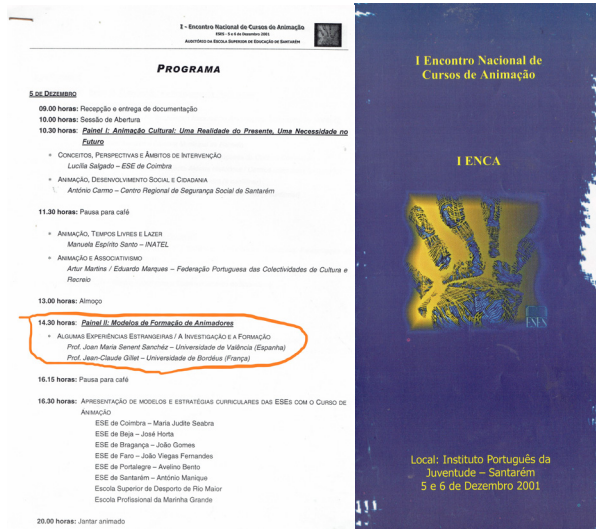 I - Encontro Nacional de Cursos de Animação
ESES - 5 e 6 de Dezembro 2001
Auditório da Escola Superior de Educação de Santarém
PROGRAMA
5 DE DEZEMBRO
09.00 horas: Recepção e entrega de documentação
10.00 horas: Sessão de Abertura
10.30 horas: Painel I: Animação Cultural: Uma Realidade do Presente, Uma Necessidade no
Futuro
CONCEITOS, PERSPECTIVAS E ÂMBITOS DE INTERVENÇÃO
Lucília Salgado – ESE de Coimbra
ANIMAÇÃO, DESENVOLVIMENTO SOCIAL E CIDADANIA
António Carmo – Centro Regional de Segurança Social de Santarém
11.30 horas: Pausa para café
ANIMAÇÃO, TEMPOS LIVRES E LAZER
Manuela Espírito Santo – INATEL
ANIMAÇÃO E ASSOCIATIVISMO
Artur Martins / Eduardo Marques – Federação Portuguesa das Colectividades de Cultura e
Recreio
13.00 horas: Almoço
14.30 horas: Painel II: Modelos de Formação de Animadores
ALGUMAS EXPERIÊNCIAS ESTRANGEIRAS / A INVESTIGAÇÃO E A FORMAÇÃO
Prof. Joan Maria Senent Sanchéz – Universidade de Valência (Espanha)
Prof. Jean-Claude Gillet – Universidade de Bordéus (França)
16.15 horas: Pausa para café
16.30 horas: APRESENTAÇÃO DE MODELOS E ESTRATÉGIAS CURRICULARES DAS ESES COM O CURSO DE
ANIMAÇÃO
ESE de Coimbra – Maria Judite Seabra
ESE de Beja – José Horta
ESE de Bragança – João Gomes
ESE de Faro – João Viegas Fernandes
ESE de Portalegre – Avelino Bento
ESE de Santarém – António Manique
Escola Superior de Desporto de Rio Maior
Escola Profissional da Marinha Grande
20.00 horas: Jantar animado
I Encontro Nacional de
Cursos de Animação
I ENCA
ESES
Local: Instituto Português da
Juventude – Santarém
5 e 6 de Dezembro 2001